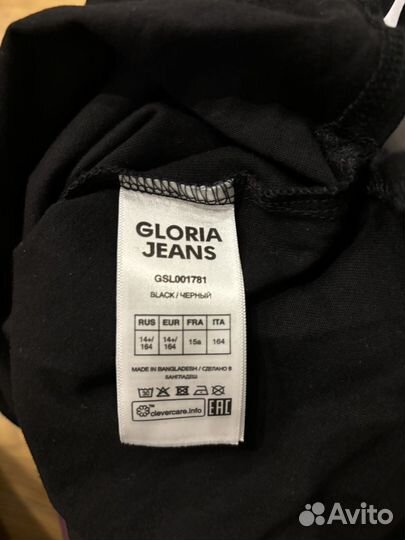 GLORIA
JEANS
GSL001781
BLACK / ЧЕРНЫЙ
RUS EUR FRA ITA
14+/ 14+/ 15a 164
164 164
MADE IN BANGLADESH / СДЕЛАНО В
БАНГЛАДЕШ
30
clevercare.info EAC
Avito